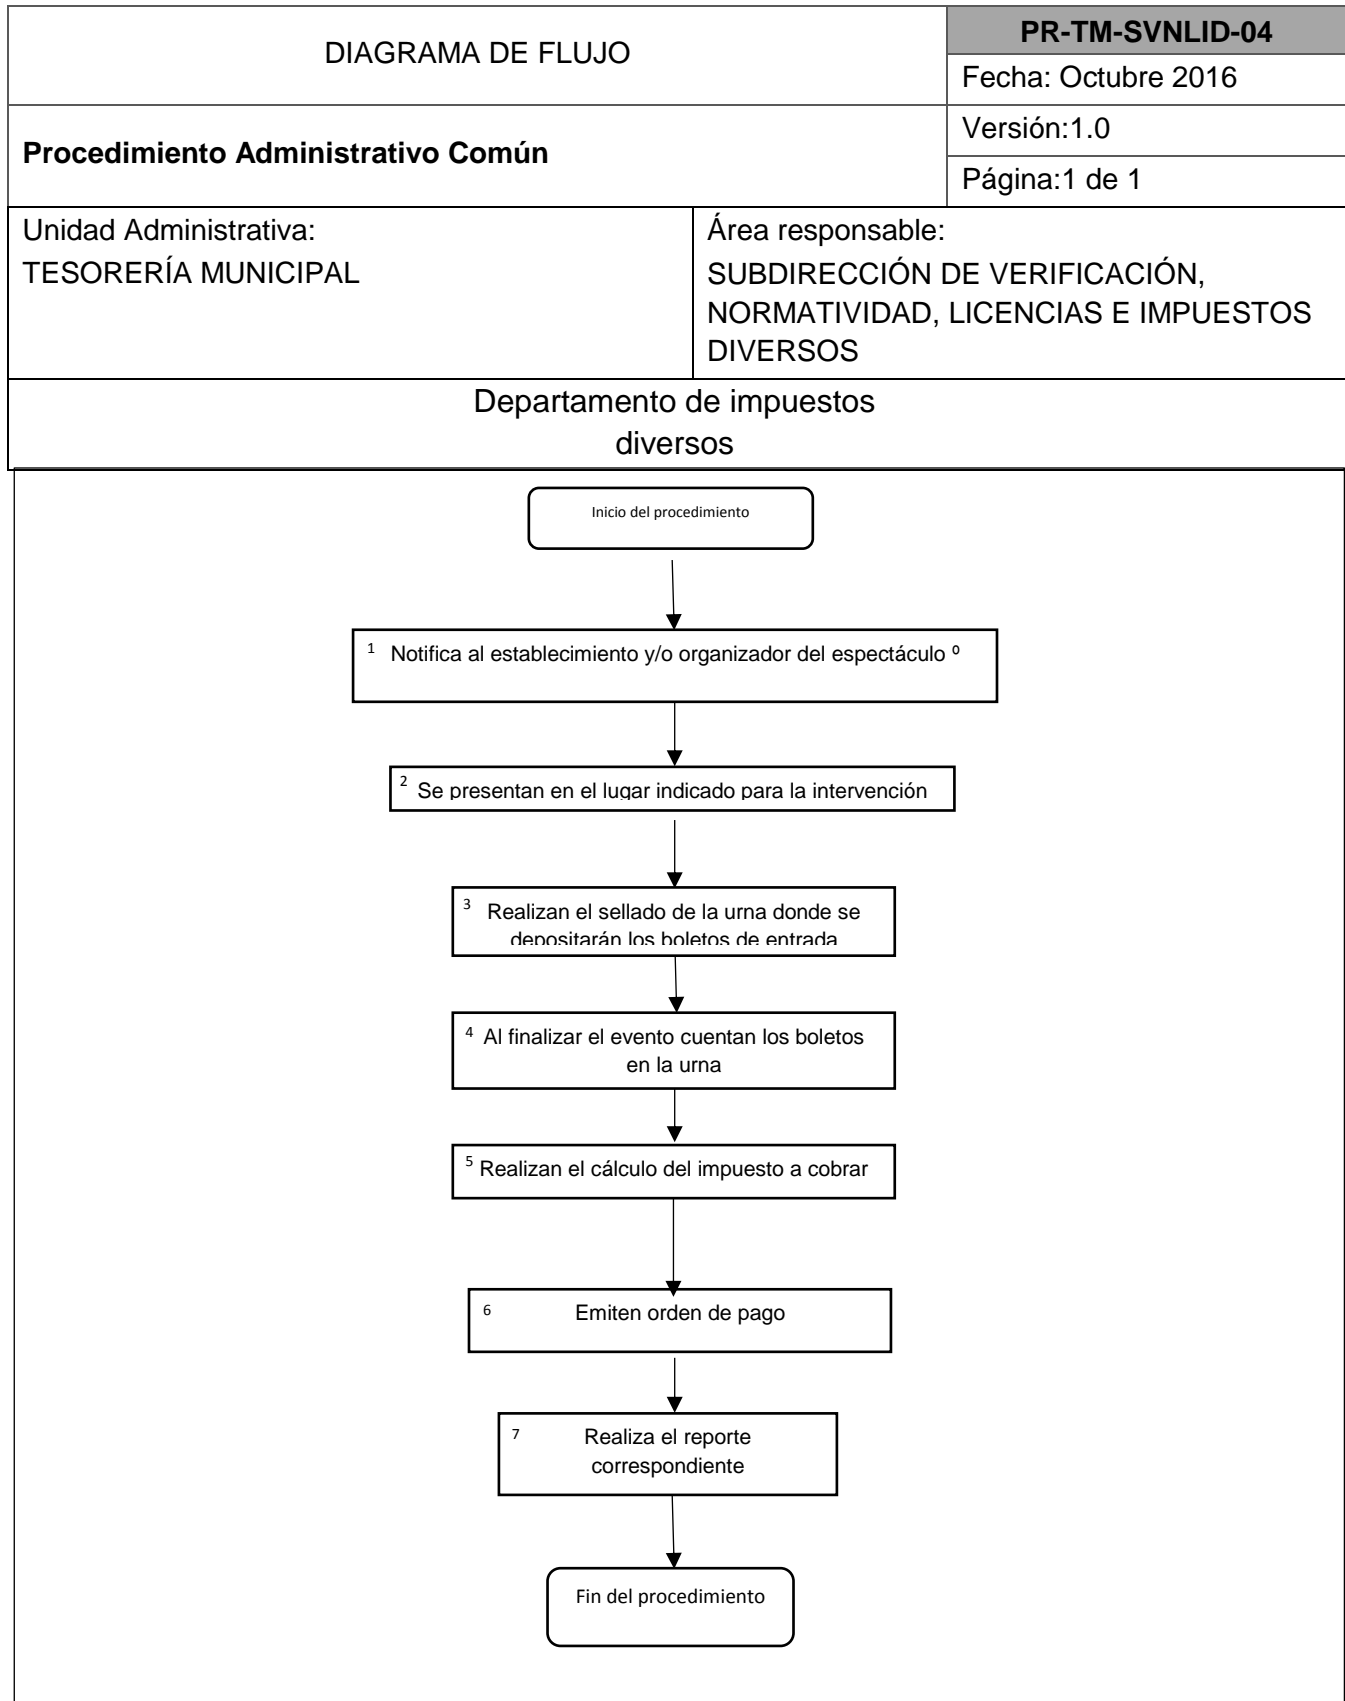 DIAGRAMA DE FLUJO
PR-TM-SVNLID-04
Fecha: Octubre 2016
Procedimiento Administrativo Común
Versión:1.0
Página:1 de 1
Unidad Administrativa:
TESORERÍA MUNICIPAL
Área responsable:
SUBDIRECCIÓN DE VERIFICACIÓN,
NORMATIVIDAD, LICENCIAS E IMPUESTOS
DIVERSOS
Departamento de impuestos
diversos
Inicio del procedimiento
1 Notifica al establecimiento y/o organizador del espectáculo º
2 Se presentan en el lugar indicado para la intervención
3 Realizan el sellado de la urna donde se
depositarán los boletos de entrada
4 Al finalizar el evento cuentan los boletos
en la urna
5 Realizan el cálculo del impuesto a cobrar
6 Emiten orden de pago
7 Realiza el reporte
correspondiente
Fin del procedimiento